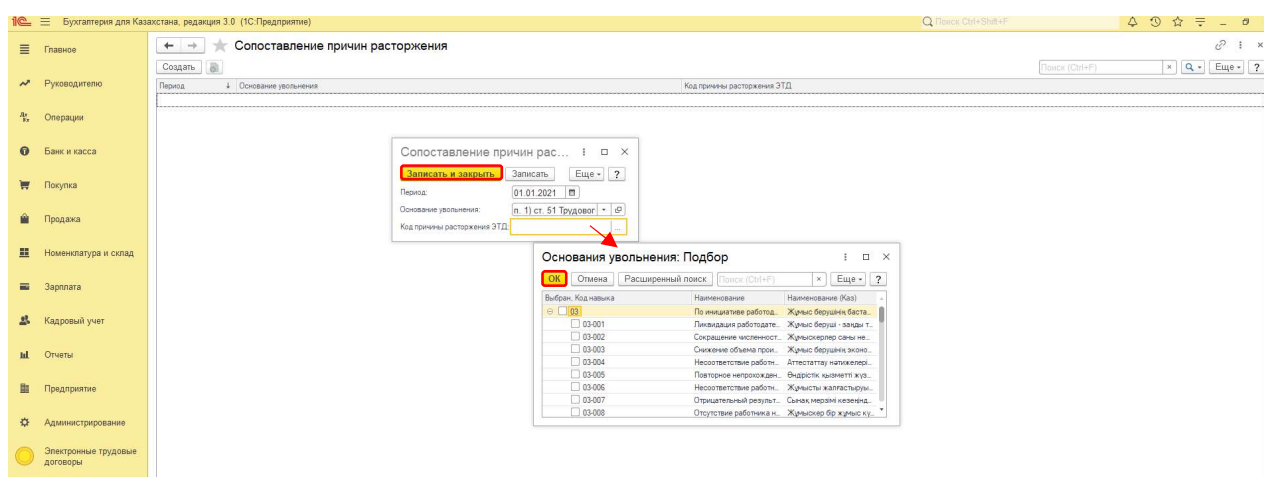 1С Бухгалтерия для Казахстана, редакция 3.0 (1С:Предприятие) Поиск Ctrl+Shift+F
Главное
Руководителю
Операции
Банк и касса
Покупка
Продажа
Номенклатура и склад
Зарплата
Кадровый учет
Отчеты
Предприятие
Администрирование
Электронные трудовые
договоры
Сопоставление причин расторжения
Создать Поиск (Ctrl+F) × Еще ?
Период ↓ Основание увольнения Код причины расторжения ЭТД
Сопоставление причин рас...
Записать и закрыть Записать Еще ?
Период: 01.01.2021
Основание увольнения: п. 1) ст. 51 Трудовог
Код причины расторжения ЭТД: ...
Основания увольнения: Подбор
ОК Отмена Расширенный поиск Поиск (Ctrl+F) × Еще ?
Выбран. Код навыка Наименование Наименование (Каз)
03 По инициативе работод... Жұмыс берушінің баста...
03-001 Ликвидация работодате... Жұмыс беруші - заңды т...
03-002 Сокращение численност... Жұмыскерлер саны не...
03-003 Снижение объема прои... Жұмыс берушінің эконо...
03-004 Несоответствие работн... Аттестаттау нәтижелері...
03-005 Повторное непрохожден... Өндірістік қызметті жүз...
03-006 Несоответствие работн... Жұмысты жалғастыруы...
03-007 Отрицательный результ... Сынақ мерзімі кезеңінд...
03-008 Отсутствие работника н... Жұмыскер бір жұмыс кү...